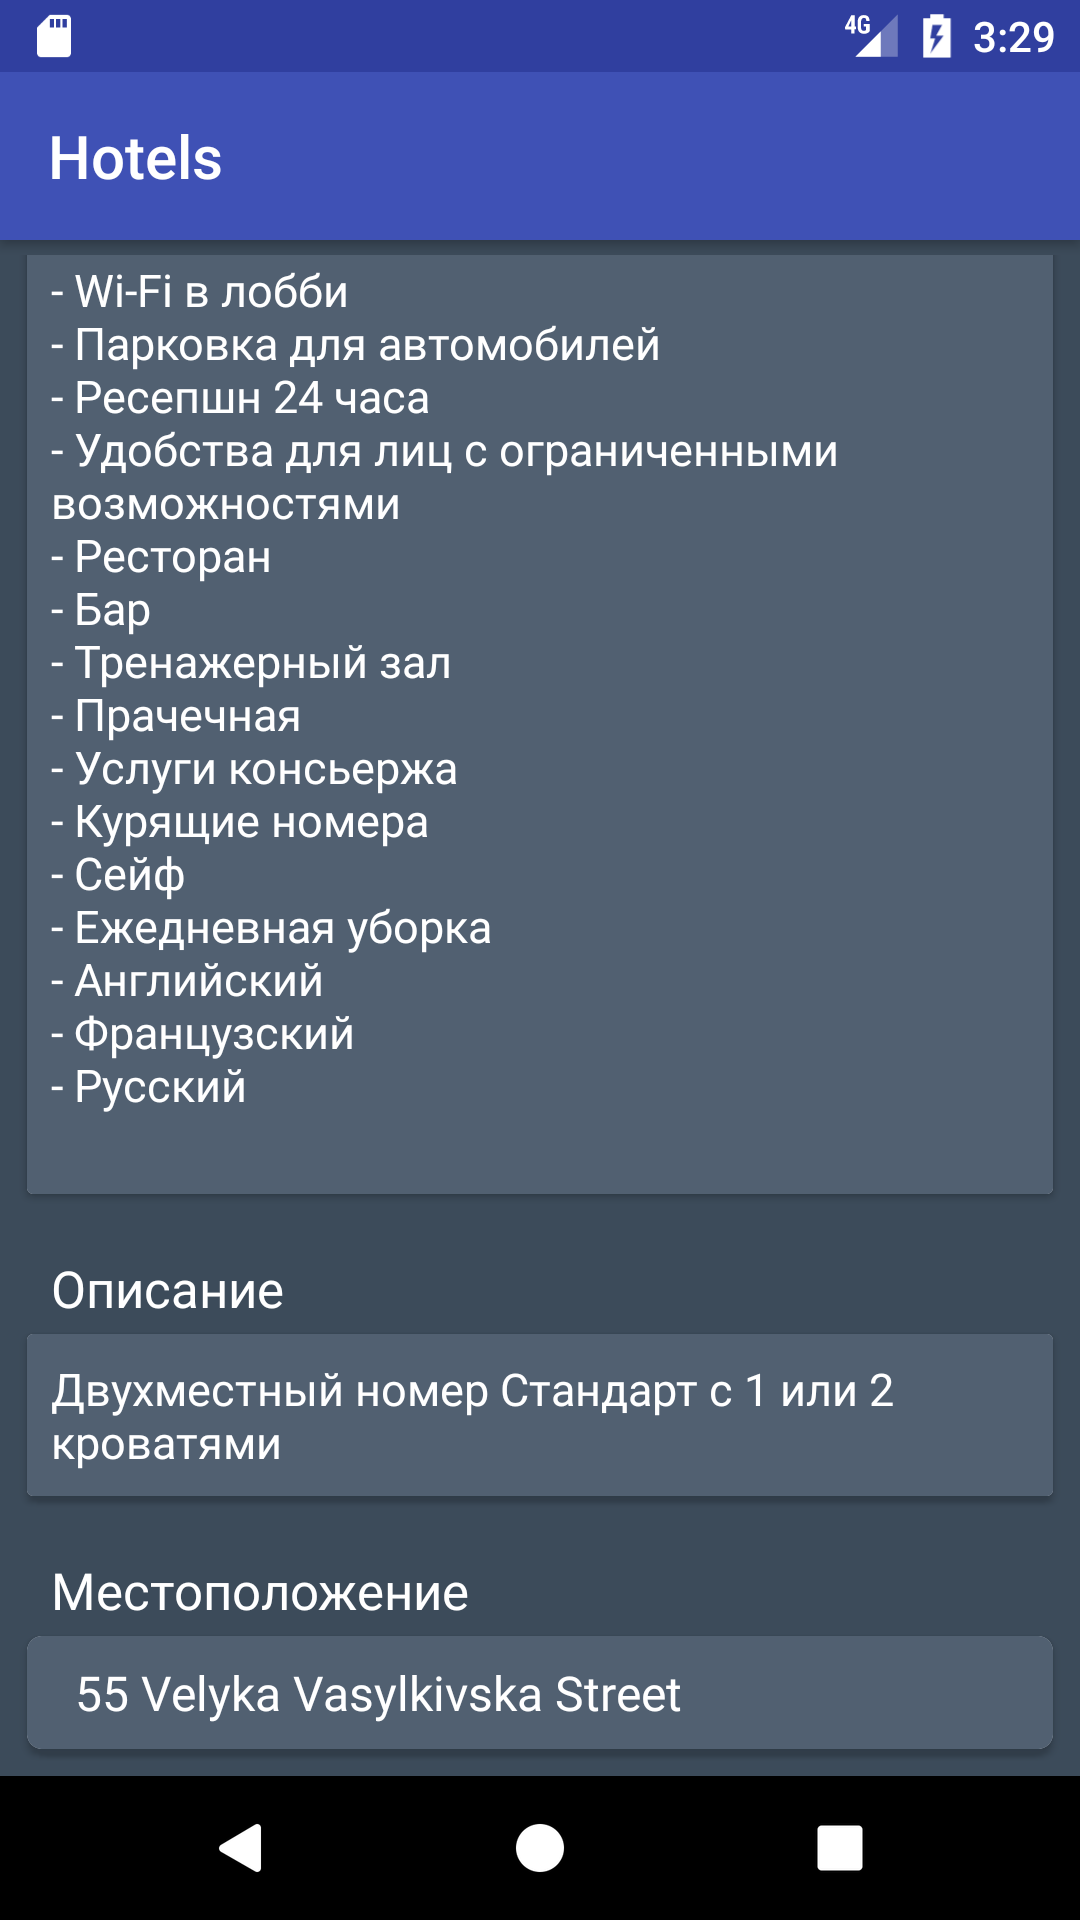 4G 3:29
Hotels
- Wi-Fi в лобби
- Парковка для автомобилей
- Ресепшн 24 часа
- Удобства для лиц с ограниченными
возможностями
- Ресторан
- Бар
- Тренажерный зал
- Прачечная
- Услуги консьержа
- Курящие номера
- Сейф
- Ежедневная уборка
- Английский
- Французский
- Русский
Описание
Двухместный номер Стандарт с 1 или 2
кроватями
Местоположение
55 Velyka Vasylkivska Street